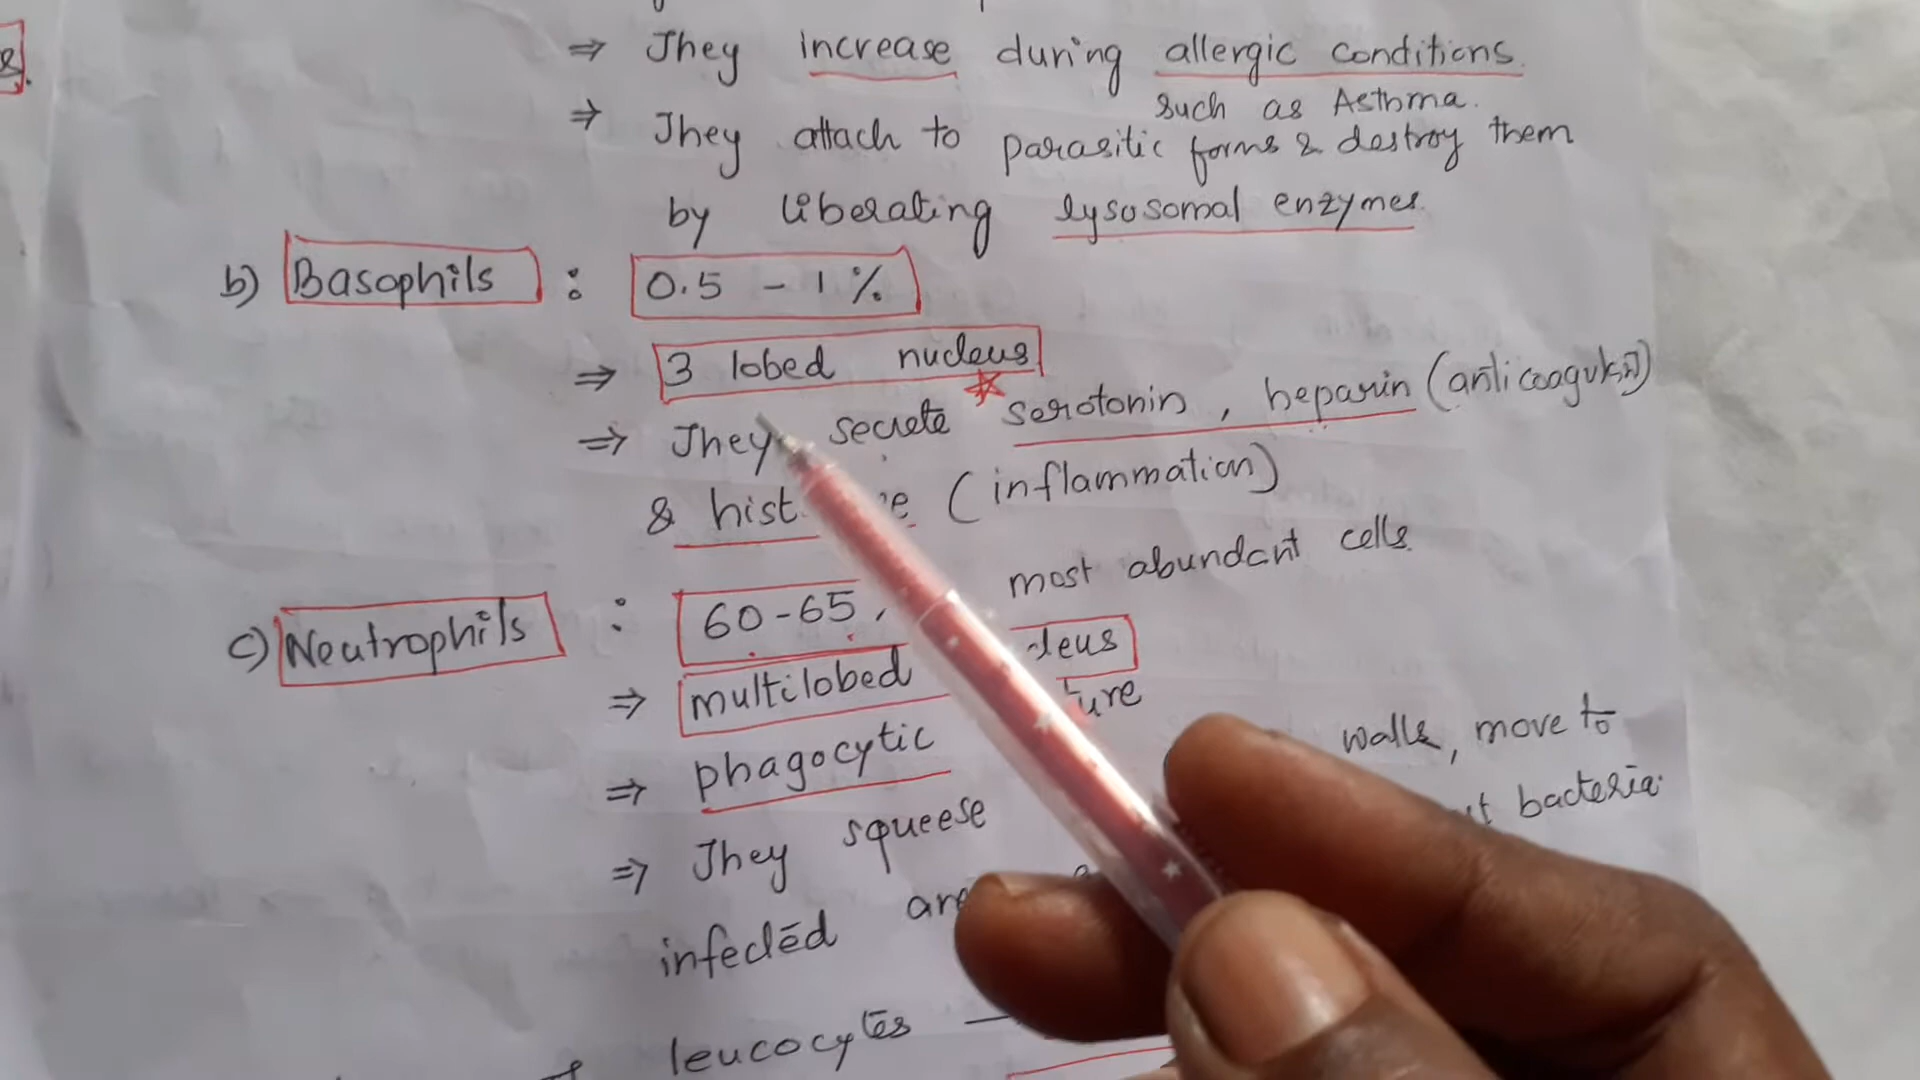 ⇒ They increase during allergic conditions
such as Asthma.
⇒ They attach to parasitic forms & destroy them
by liberating lysosomal enzymes.
b) Basophils : 0.5 - 1 %
⇒ 3 lobed nucleus
⇒ They secrete serotonin, heparin
& (inflammation)
c) Neutrophils : 60-65 most abundant cells.
⇒ multilobed
⇒ phagocytic
⇒ They squeese walls, move to
infected bacteria.
leucocytes —